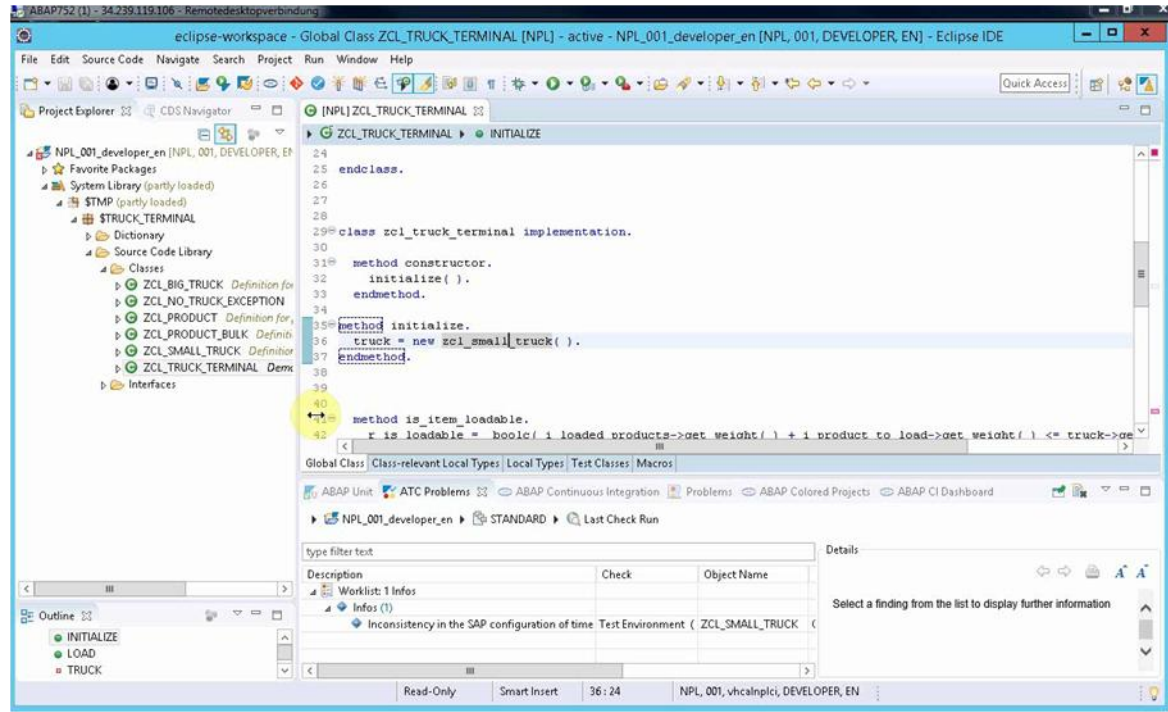 ABAP752 (1) - 34.239.119.106 - Remotedesktopverbindung
eclipse-workspace - Global Class ZCL_TRUCK_TERMINAL [NPL] - active - NPL_001_developer_en [NPL, 001, DEVELOPER, EN] - Eclipse IDE
File Edit Source Code Navigate Search Project Run Window Help
Quick Access
Project Explorer CDS Navigator
NPL_001_developer_en [NPL, 001, DEVELOPER, EN
Favorite Packages
System Library (partly loaded)
$TMP (partly loaded)
$TRUCK_TERMINAL
Dictionary
Source Code Library
Classes
ZCL_BIG_TRUCK Definition for
ZCL_NO_TRUCK_EXCEPTION
ZCL_PRODUCT Definition for
ZCL_PRODUCT_BULK Definiti
ZCL_SMALL_TRUCK Definition
ZCL_TRUCK_TERMINAL Demo
Interfaces
Outline
INITIALIZE
LOAD
TRUCK
[NPL] ZCL_TRUCK_TERMINAL
ZCL_TRUCK_TERMINAL INITIALIZE
24
25 endclass.
26
27
28
29 class zcl_truck_terminal implementation.
30
31 method constructor.
32 initialize( ).
33 endmethod.
34
35 method initialize.
36 truck = new zcl_small_truck( ).
37 endmethod.
38
39
40
41 method is_item_loadable.
42 r_is_loadable = boolc( i_loaded_products->get_weight( ) + i_product_to_load->get_weight( ) <= truck->ge
Global Class Class-relevant Local Types Local Types Test Classes Macros
ABAP Unit ATC Problems ABAP Continuous Integration Problems ABAP Colored Projects ABAP CI Dashboard
NPL_001_developer_en STANDARD Last Check Run
type filter text
Description Check Object Name
Worklist: 1 Infos
Infos (1)
Inconsistency in the SAP configuration of time Test Environment ( ZCL_SMALL_TRUCK (
Details
Select a finding from the list to display further information
Read-Only Smart Insert 36 : 24 NPL, 001, vhcalnplci, DEVELOPER, EN